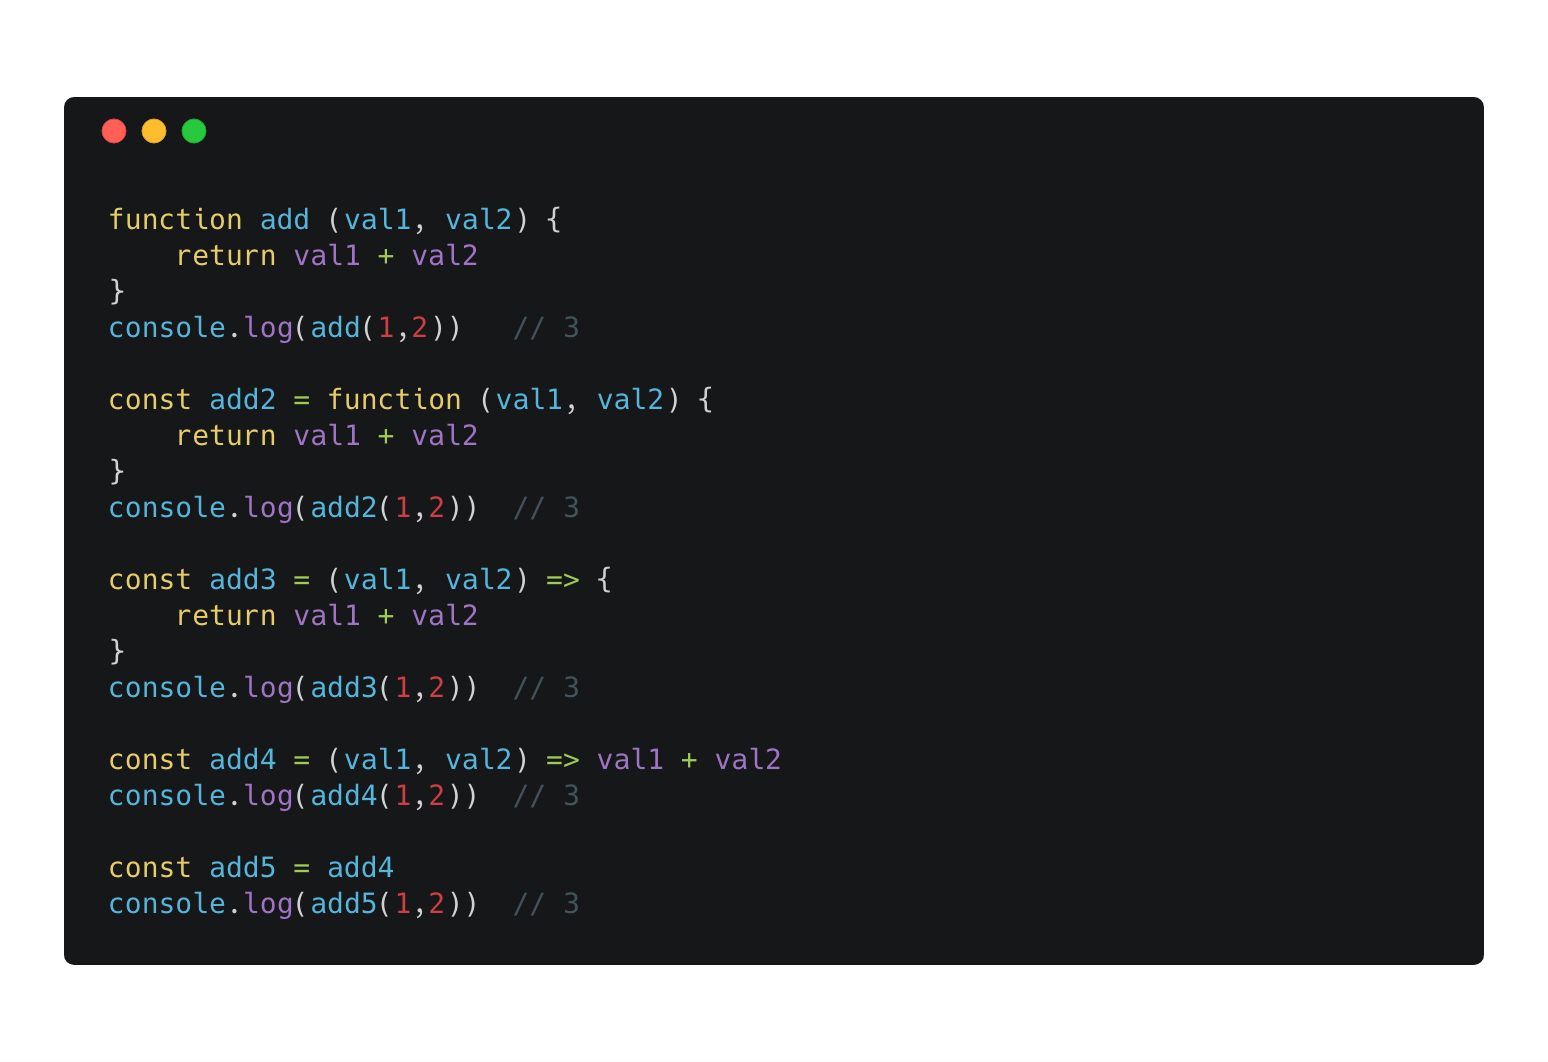 function add (val1, val2) {
    return val1 + val2
}
console.log(add(1,2))   // 3

const add2 = function (val1, val2) {
    return val1 + val2
}
console.log(add2(1,2))  // 3

const add3 = (val1, val2) => {
    return val1 + val2
}
console.log(add3(1,2))  // 3

const add4 = (val1, val2) => val1 + val2
console.log(add4(1,2))  // 3

const add5 = add4
console.log(add5(1,2))  // 3